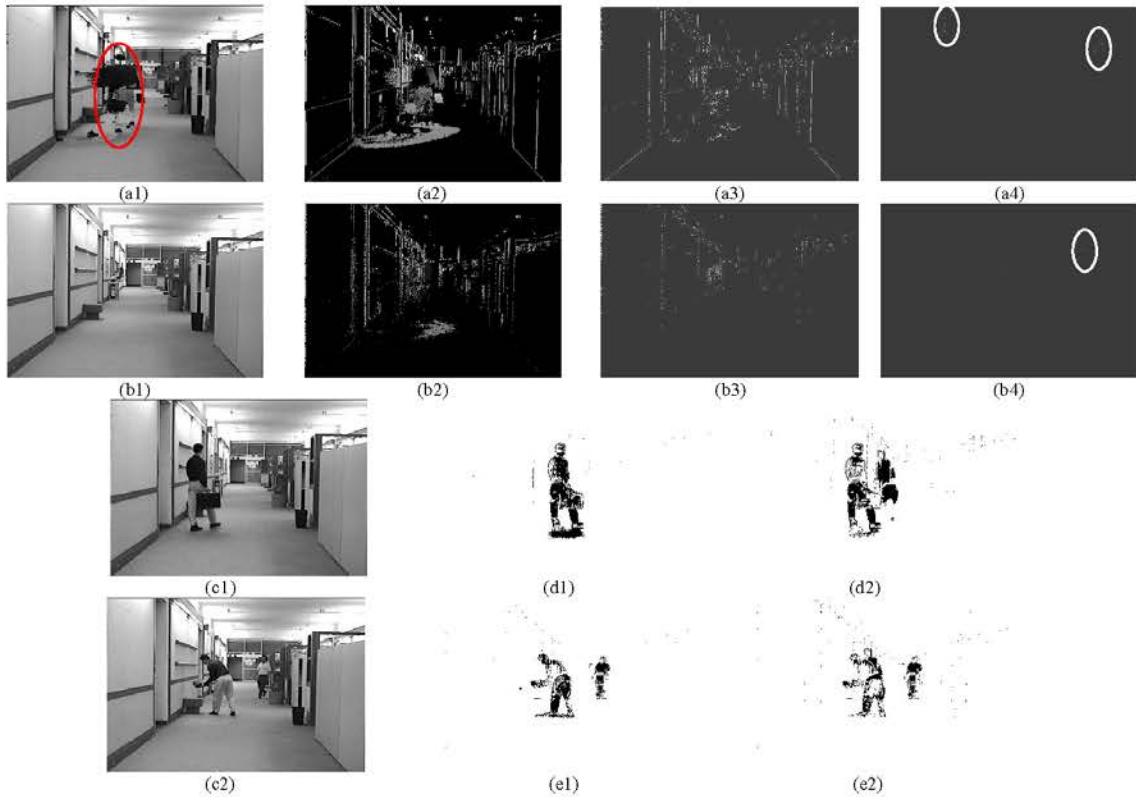 (a1) (a2) (a3) (a4)
(b1) (b2) (b3) (b4)
(c1) (d1) (d2)
(c2) (e1) (e2)